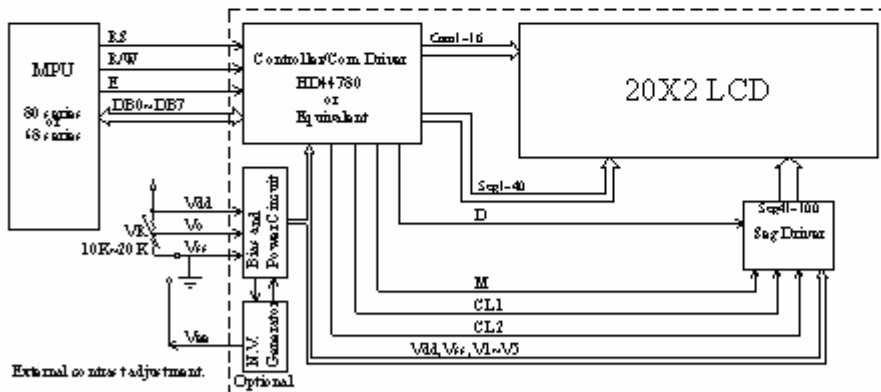 RS
R/W
E
DB0~DB7
MPU
80 series
or
68 series
Controller/Com Driver
HD44780
or
Equivalent
Com1-16
20X2 LCD
Seg1-40
Seg41-100
Seg Driver
D
M
CL1
CL2
Vdd, Vss, V1~V5
Vdd
Vo
Vss
VR
10K~20K
Bias and
Power Circuit
N.V.
Generator
Optional
External contrast adjustment.